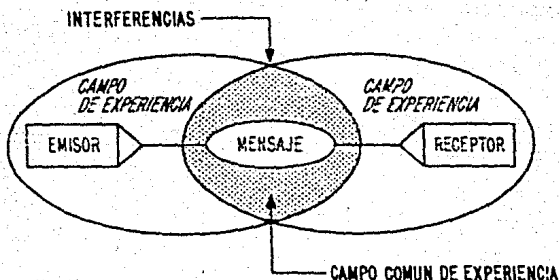 INTERFERENCIAS
CAMPO
DE EXPERIENCIA
CAMPO
DE EXPERIENCIA
EMISOR
MENSAJE
RECEPTOR
CAMPO COMUN DE EXPERIENCIA